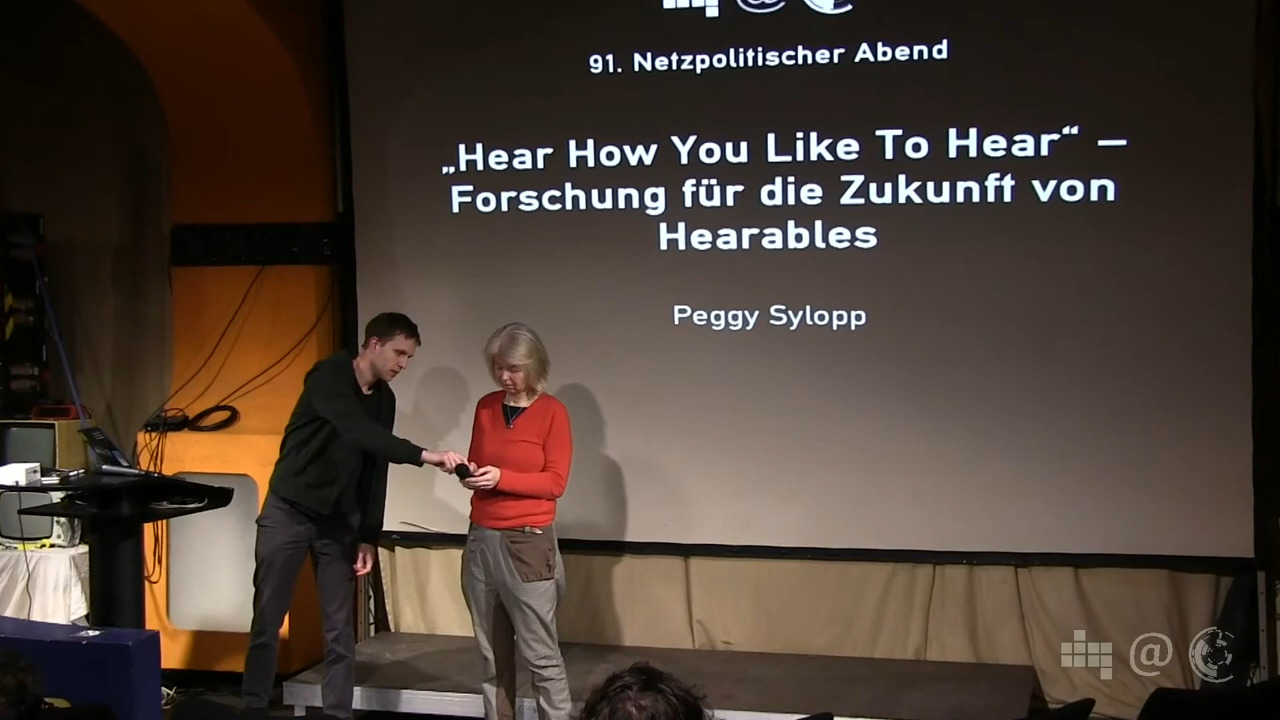 91. Netzpolitischer Abend
„Hear How You Like To Hear“ –
Forschung für die Zukunft von
Hearables
Peggy Sylopp